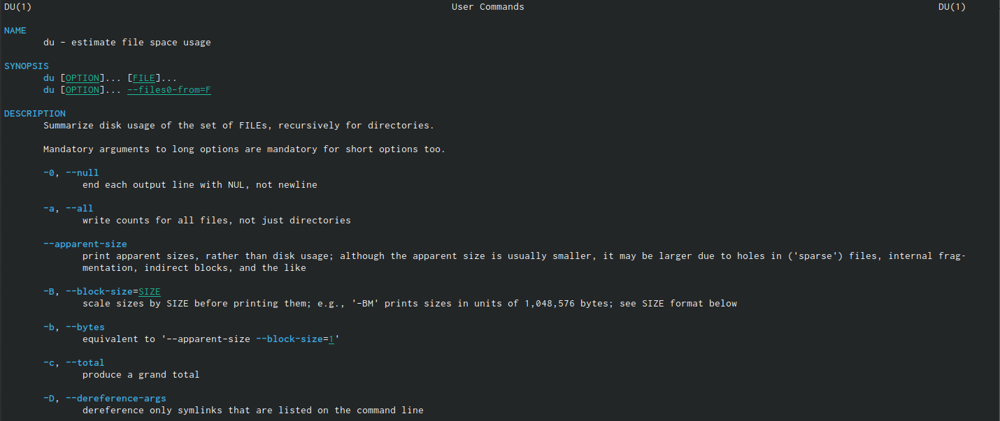 DU(1) User Commands DU(1)
NAME
du - estimate file space usage
SYNOPSIS
du [OPTION]... [FILE]...
du [OPTION]... --files0-from=F
DESCRIPTION
Summarize disk usage of the set of FILEs, recursively for directories.
Mandatory arguments to long options are mandatory for short options too.
-0, --null
end each output line with NUL, not newline
-a, --all
write counts for all files, not just directories
--apparent-size
print apparent sizes, rather than disk usage; although the apparent size is usually smaller, it may be larger due to holes in ('sparse') files, internal frag-
mentation, indirect blocks, and the like
-B, --block-size=SIZE
scale sizes by SIZE before printing them; e.g., '-BM' prints sizes in units of 1,048,576 bytes; see SIZE format below
-b, --bytes
equivalent to '--apparent-size --block-size=1'
-c, --total
produce a grand total
-D, --dereference-args
dereference only symlinks that are listed on the command line